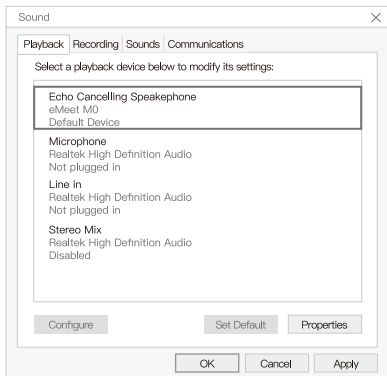 Sound
Playback Recording Sounds Communications
Select a playback device below to modify its settings:
Echo Cancelling Speakephone
eMeet M0
Default Device
Microphone
Realtek High Definition Audio
Not plugged in
Line in
Realtek High Definition Audio
Not plugged in
Stereo Mix
Realtek High Definition Audio
Disabled
Configure Set Default Properties
OK Cancel Apply